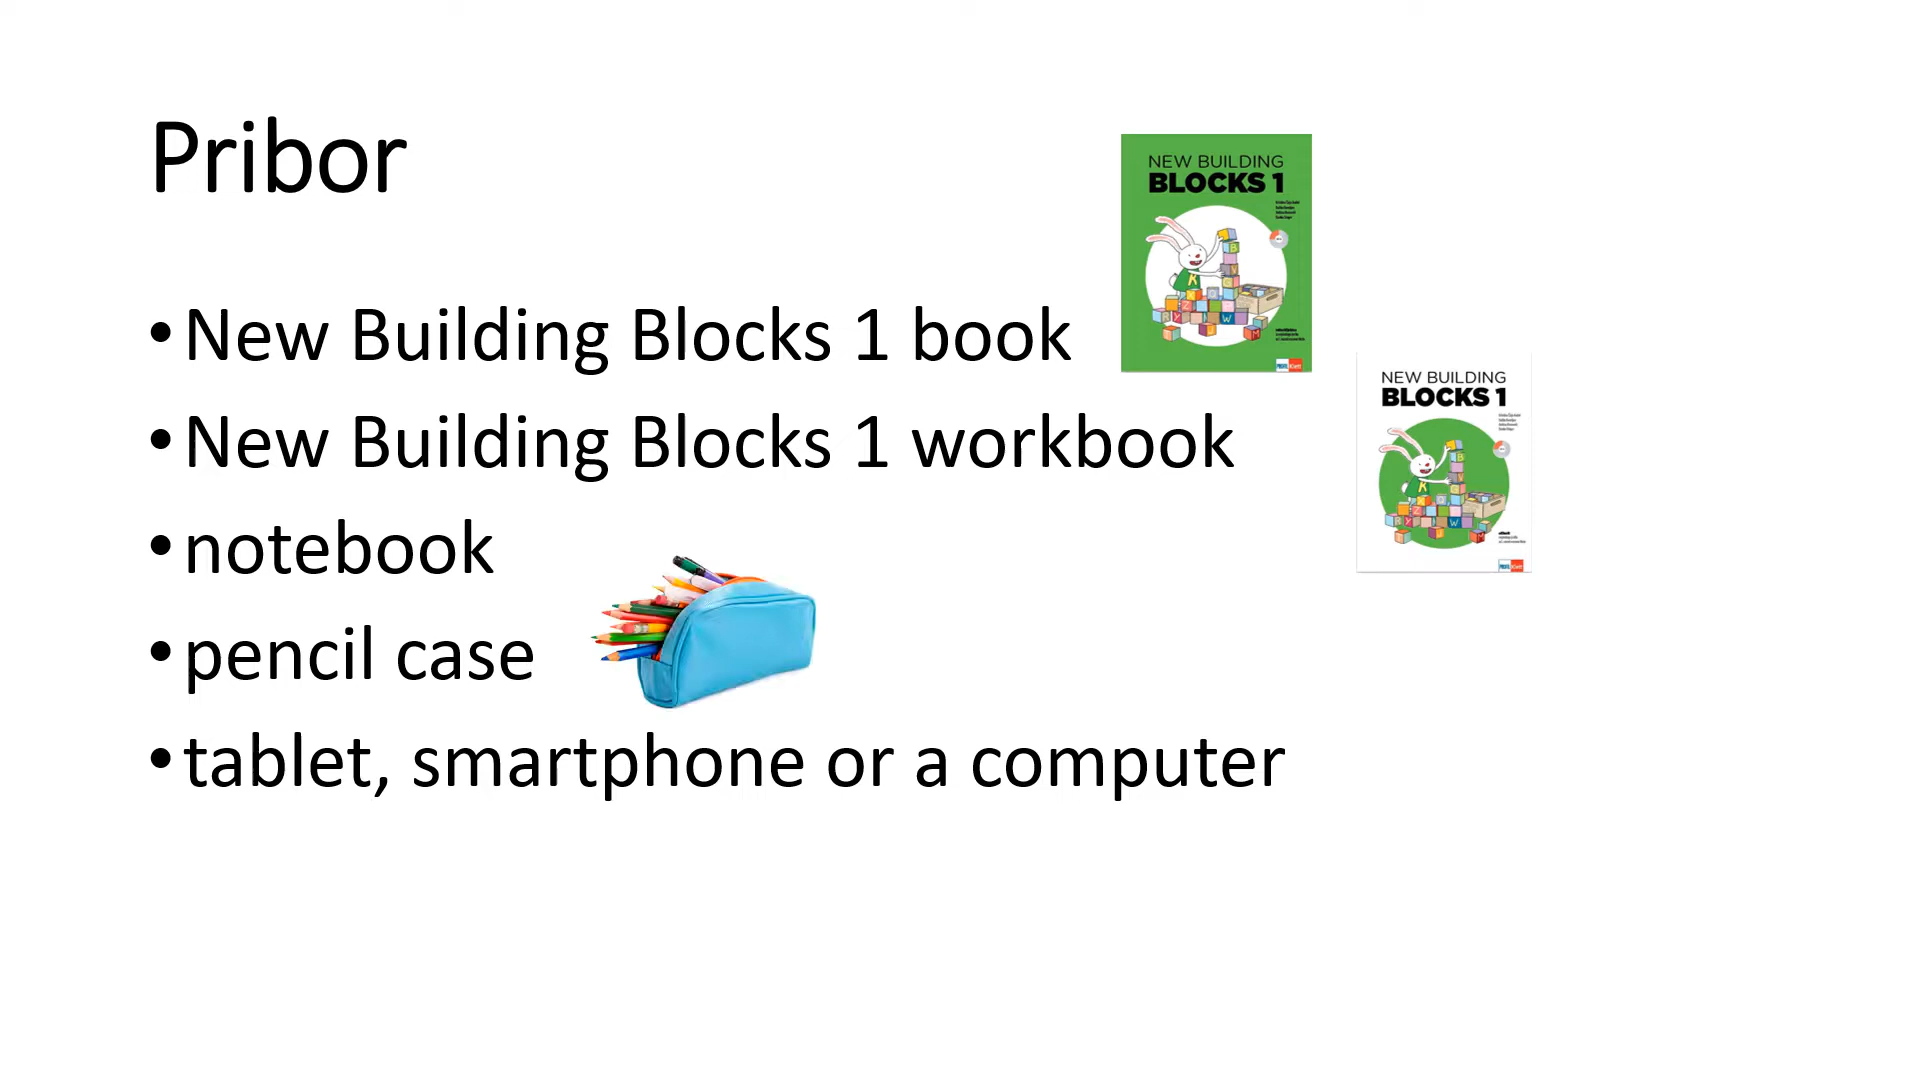 Pribor
NEW BUILDING
BLOCKS 1
• New Building Blocks 1 book
NEW BUILDING
BLOCKS 1
• New Building Blocks 1 workbook
• notebook
• pencil case
• tablet, smartphone or a computer